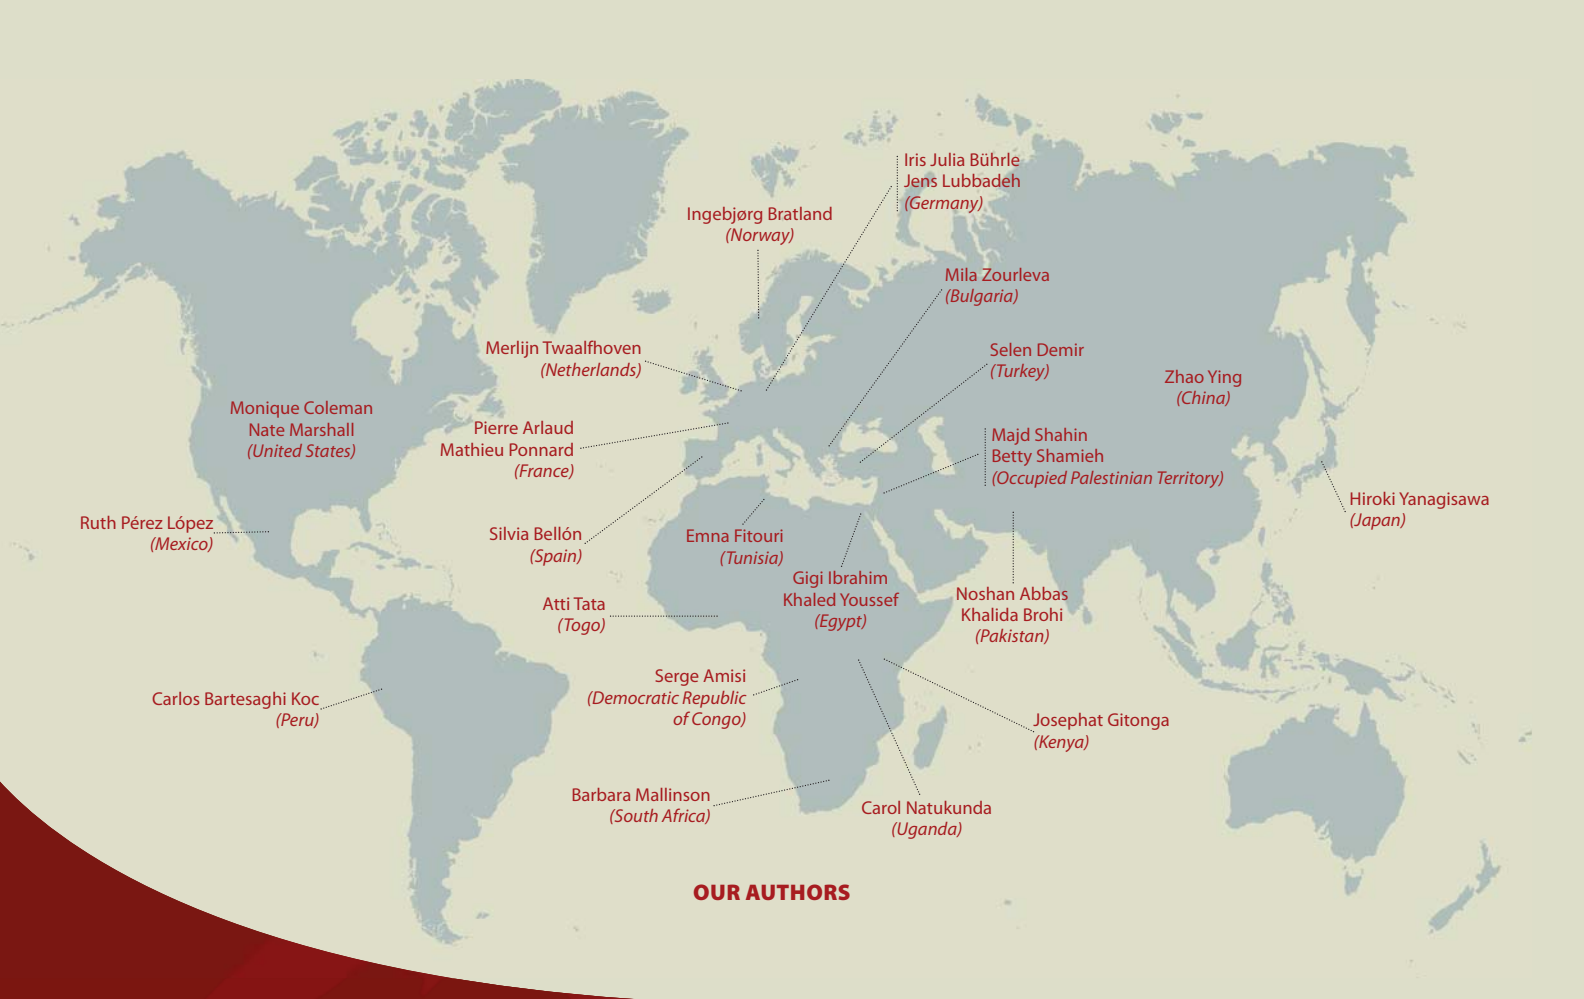 Iris Julia Bührle
Jens Lubbadeh
(Germany)
Ingebjørg Bratland
(Norway)
Mila Zourleva
(Bulgaria)
Merlijn Twaalfhoven
(Netherlands)
Selen Demir
(Turkey)
Zhao Ying
(China)
Monique Coleman
Nate Marshall
(United States)
Pierre Arlaud
Mathieu Ponnard
(France)
Majd Shahin
Betty Shamieh
(Occupied Palestinian Territory)
Hiroki Yanagisawa
(Japan)
Ruth Pérez López
(Mexico)
Silvia Bellón
(Spain)
Emna Fitouri
(Tunisia)
Gigi Ibrahim
Khaled Youssef
(Egypt)
Noshan Abbas
Khalida Brohi
(Pakistan)
Atti Tata
(Togo)
Serge Amisi
(Democratic Republic
of Congo)
Carlos Bartesaghi Koc
(Peru)
Josephat Gitonga
(Kenya)
Barbara Mallinson
(South Africa)
Carol Natukunda
(Uganda)
OUR AUTHORS